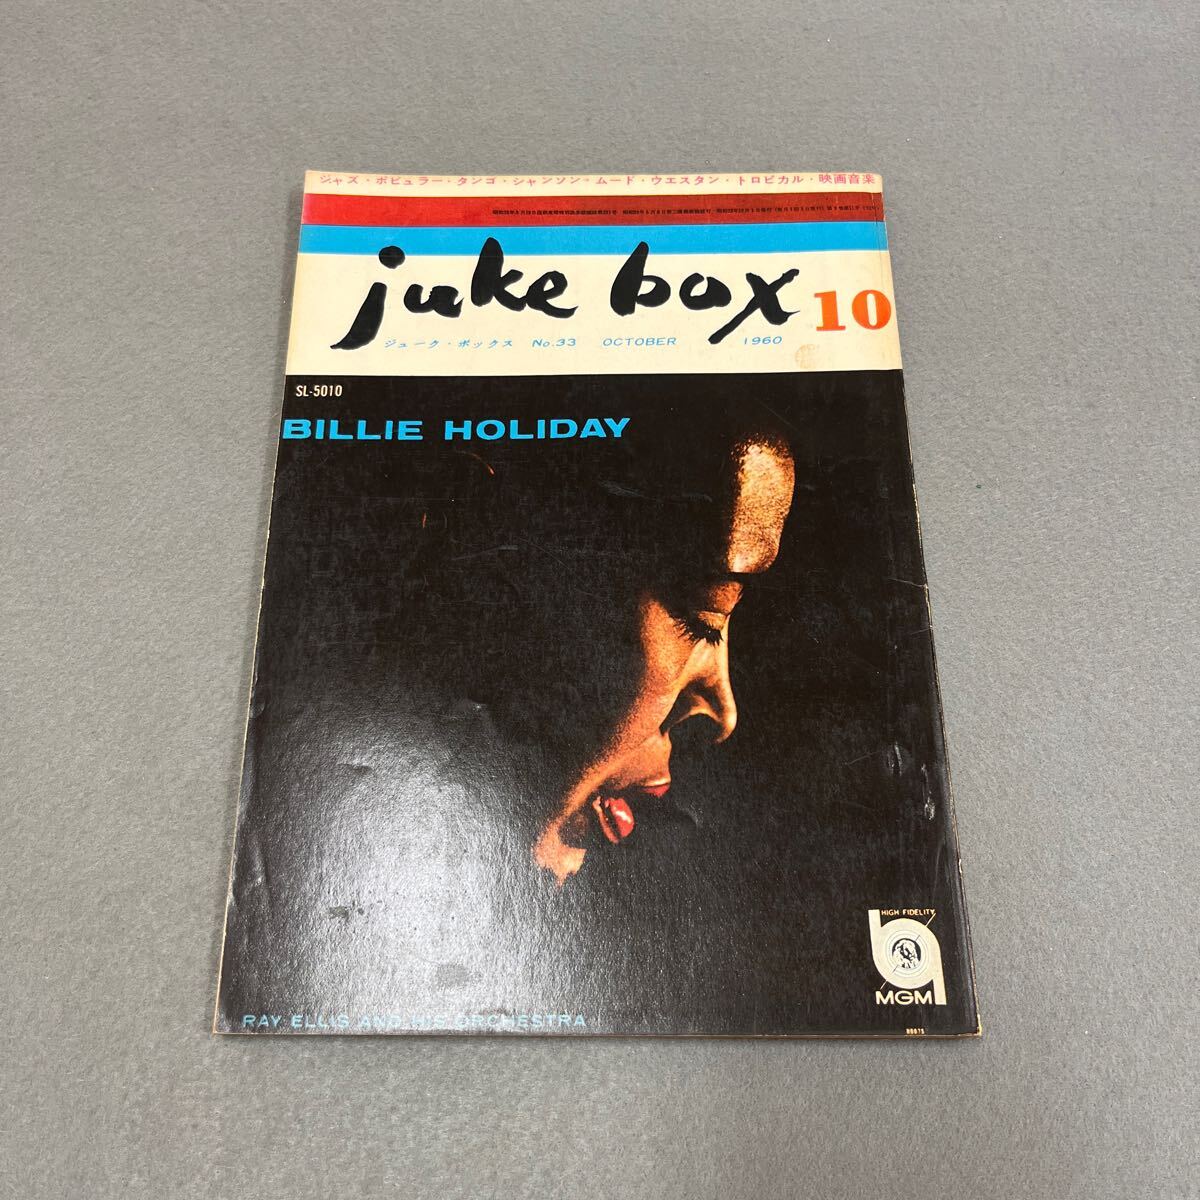 ジャズ・ポピュラー・タンゴ・シャンソン・ムード・ウエスタン・トロピカル・映画音楽
juke box 10
ジューク・ボックス No.33 OCTOBER 1960
SL-5010
BILLIE HOLIDAY
HIGH FIDELITY
MGM
RAY ELLIS AND HIS ORCHESTRA